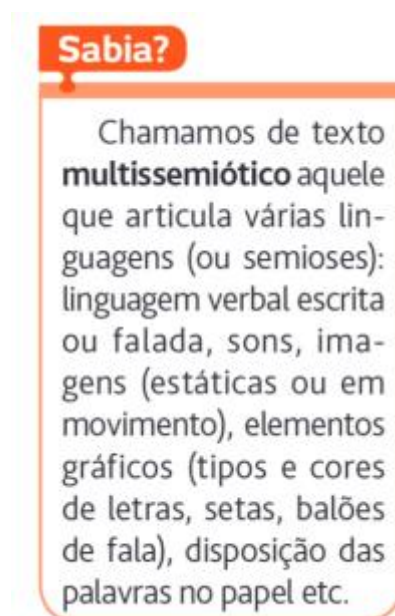 Sabia?
Chamamos de texto
multissemiótico aquele
que articula várias lin-
guagens (ou semioses):
linguagem verbal escrita
ou falada, sons, ima-
gens (estáticas ou em
movimento), elementos
gráficos (tipos e cores
de letras, setas, balões
de fala), disposição das
palavras no papel etc.